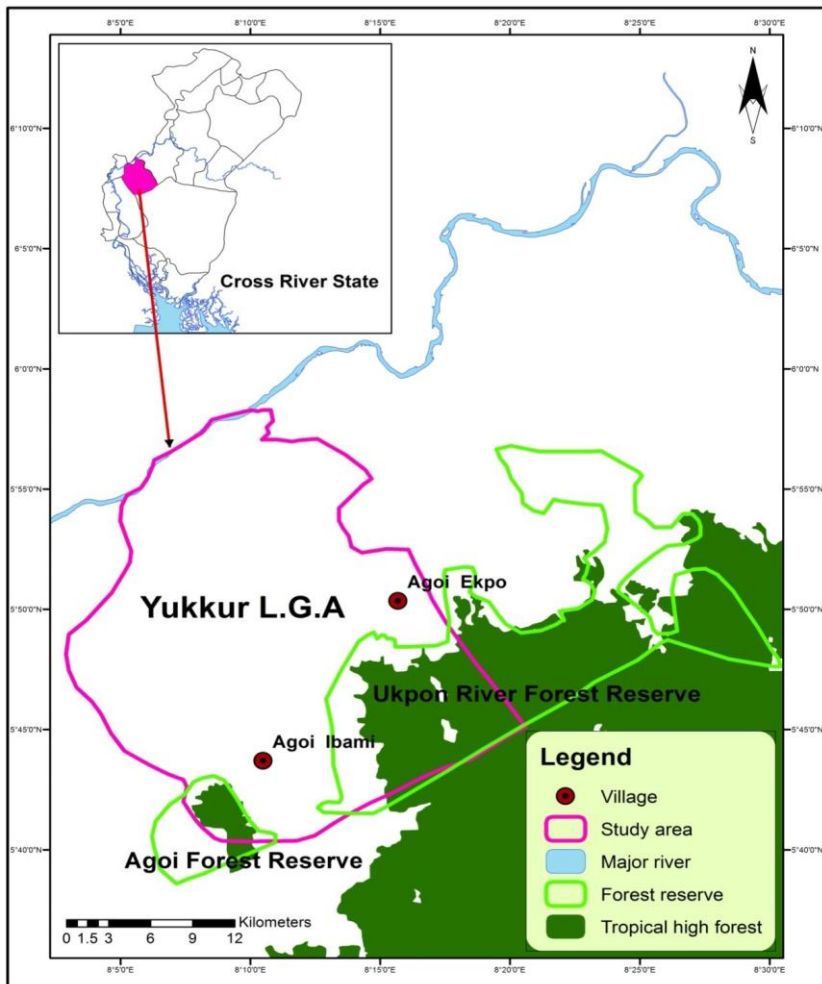 8°5'0"E 8°10'0"E 8°15'0"E 8°20'0"E 8°25'0"E 8°30'0"E
N
S
Cross River State
6°10'0"N 6°10'0"N
6°5'0"N 6°5'0"N
6°0'0"N 6°0'0"N
5°55'0"N 5°55'0"N
Agoi Ekpo
5°50'0"N 5°50'0"N
Yukkur L.G.A
Ukpon River Forest Reserve
5°45'0"N 5°45'0"N
Agoi Ibami
Agoi Forest Reserve
5°40'0"N 5°40'0"N
Kilometers
0 1.5 3 6 9 12
Legend
Village
Study area
Major river
Forest reserve
Tropical high forest
8°5'0"E 8°10'0"E 8°15'0"E 8°20'0"E 8°25'0"E 8°30'0"E